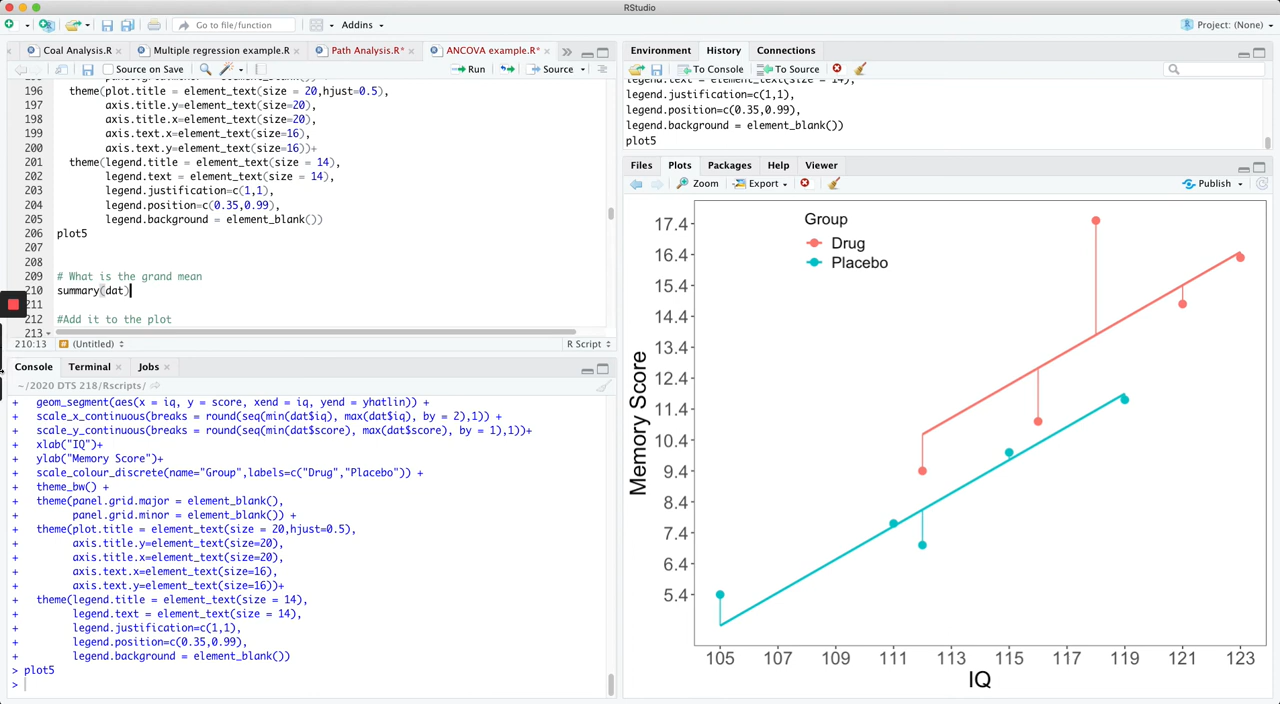 RStudio
Go to file/function
Addins
Project: (None)
Coal Analysis.R
Multiple regression example.R
Path Analysis.R*
ANCOVA example.R*
Source on Save
Run
Source
196 theme(plot.title = element_text(size = 20,hjust=0.5),
197 axis.title.y=element_text(size=20),
198 axis.title.x=element_text(size=20),
199 axis.text.x=element_text(size=16),
200 axis.text.y=element_text(size=16))+
201 theme(legend.title = element_text(size = 14),
202 legend.text = element_text(size = 14),
203 legend.justification=c(1,1),
204 legend.position=c(0.35,0.99),
205 legend.background = element_blank())
206 plot5
207
208
209 # What is the grand mean
210 summary(dat)
211
212 #Add it to the plot
213
210:13 (Untitled) R Script
Console Terminal Jobs
~/2020 DTS 218/Rscripts/
+ geom_segment(aes(x = iq, y = score, xend = iq, yend = yhatlin)) +
+ scale_x_continuous(breaks = round(seq(min(dat$iq), max(dat$iq), by = 2),1)) +
+ scale_y_continuous(breaks = round(seq(min(dat$score), max(dat$score), by = 1),1))+
+ xlab("IQ")+
+ ylab("Memory Score")+
+ scale_colour_discrete(name="Group",labels=c("Drug","Placebo")) +
+ theme_bw() +
+ theme(panel.grid.major = element_blank(),
+ panel.grid.minor = element_blank()) +
+ theme(plot.title = element_text(size = 20,hjust=0.5),
+ axis.title.y=element_text(size=20),
+ axis.title.x=element_text(size=20),
+ axis.text.x=element_text(size=16),
+ axis.text.y=element_text(size=16))+
+ theme(legend.title = element_text(size = 14),
+ legend.text = element_text(size = 14),
+ legend.justification=c(1,1),
+ legend.position=c(0.35,0.99),
+ legend.background = element_blank())
> plot5
>
Environment History Connections
To Console To Source
legend.text = element_text(size = 14),
legend.justification=c(1,1),
legend.position=c(0.35,0.99),
legend.background = element_blank())
plot5
Files Plots Packages Help Viewer
Zoom Export Publish
Group
Drug
Placebo
17.4
16.4
15.4
14.4
13.4
12.4
11.4
10.4
9.4
8.4
7.4
6.4
5.4
Memory Score
105 107 109 111 113 115 117 119 121 123
IQ